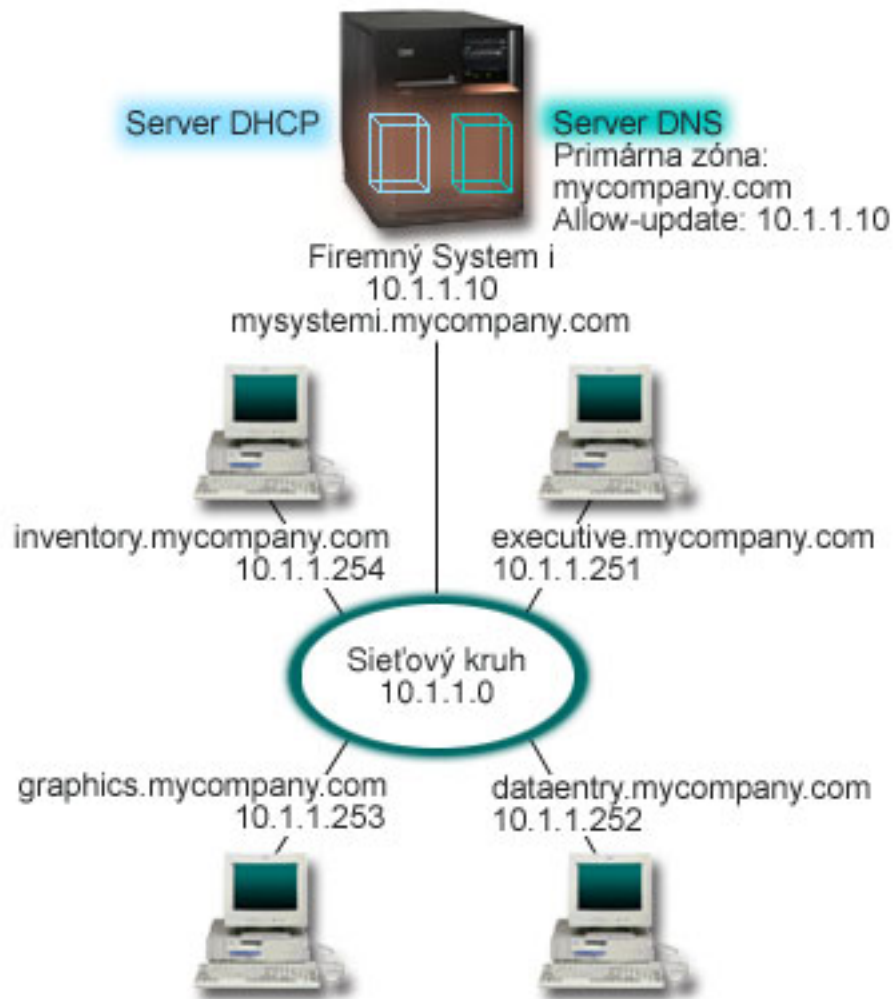 Server DHCP
Server DNS
Primárna zóna:
mycompany.com
Allow-update: 10.1.1.10
Firemný System i
10.1.1.10
mysystemi.mycompany.com
inventory.mycompany.com
10.1.1.254
executive.mycompany.com
10.1.1.251
Sieťový kruh
10.1.1.0
graphics.mycompany.com
10.1.1.253
dataentry.mycompany.com
10.1.1.252